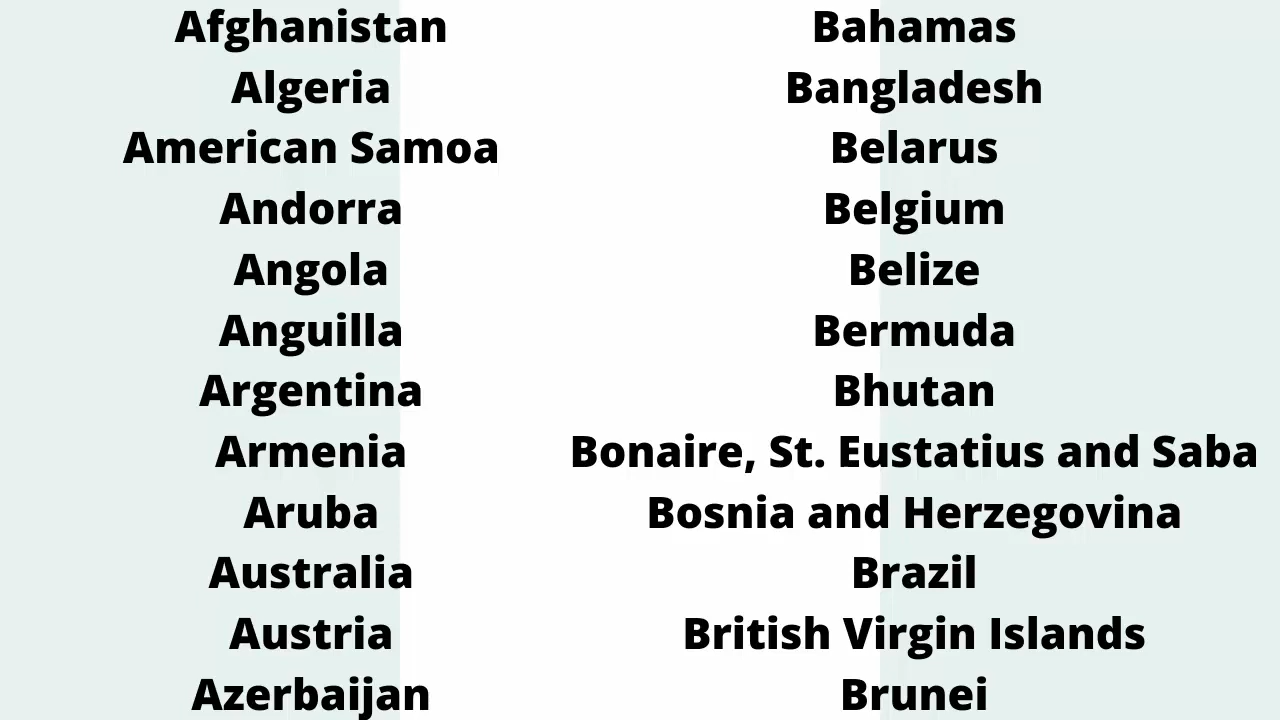 Afghanistan
Algeria
American Samoa
Andorra
Angola
Anguilla
Argentina
Armenia
Aruba
Australia
Austria
Azerbaijan
Bahamas
Bangladesh
Belarus
Belgium
Belize
Bermuda
Bhutan
Bonaire, St. Eustatius and Saba
Bosnia and Herzegovina
Brazil
British Virgin Islands
Brunei